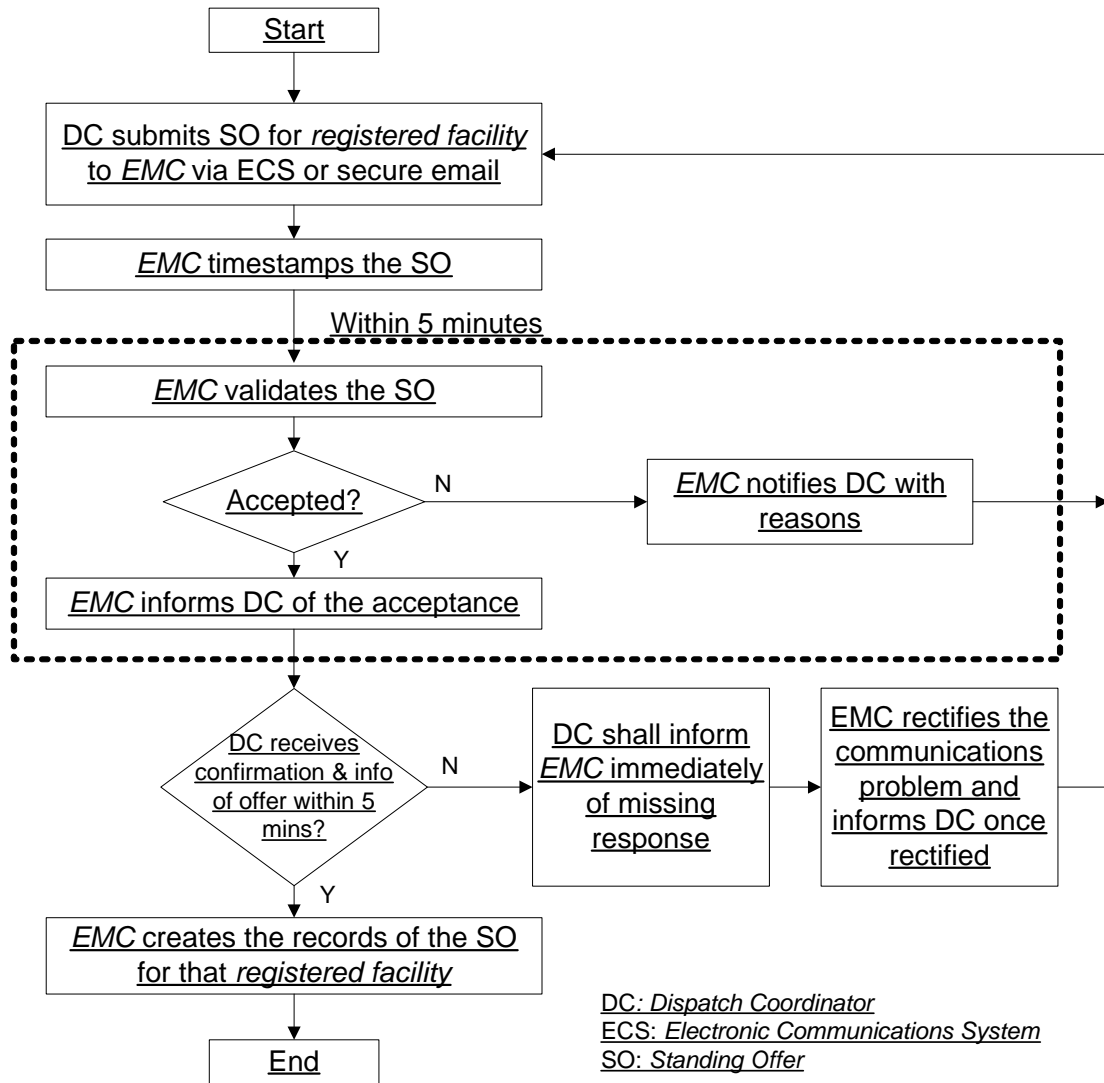 Start
DC submits SO for registered facility
to EMC via ECS or secure email
EMC timestamps the SO
Within 5 minutes
EMC validates the SO
Accepted?
N
EMC notifies DC with
reasons
Y
EMC informs DC of the acceptance
DC receives
confirmation & info
of offer within 5
mins?
N
DC shall inform
EMC immediately
of missing
response
EMC rectifies the
communications
problem and
informs DC once
rectified
Y
EMC creates the records of the SO
for that registered facility
End
DC: Dispatch Coordinator
ECS: Electronic Communications System
SO: Standing Offer